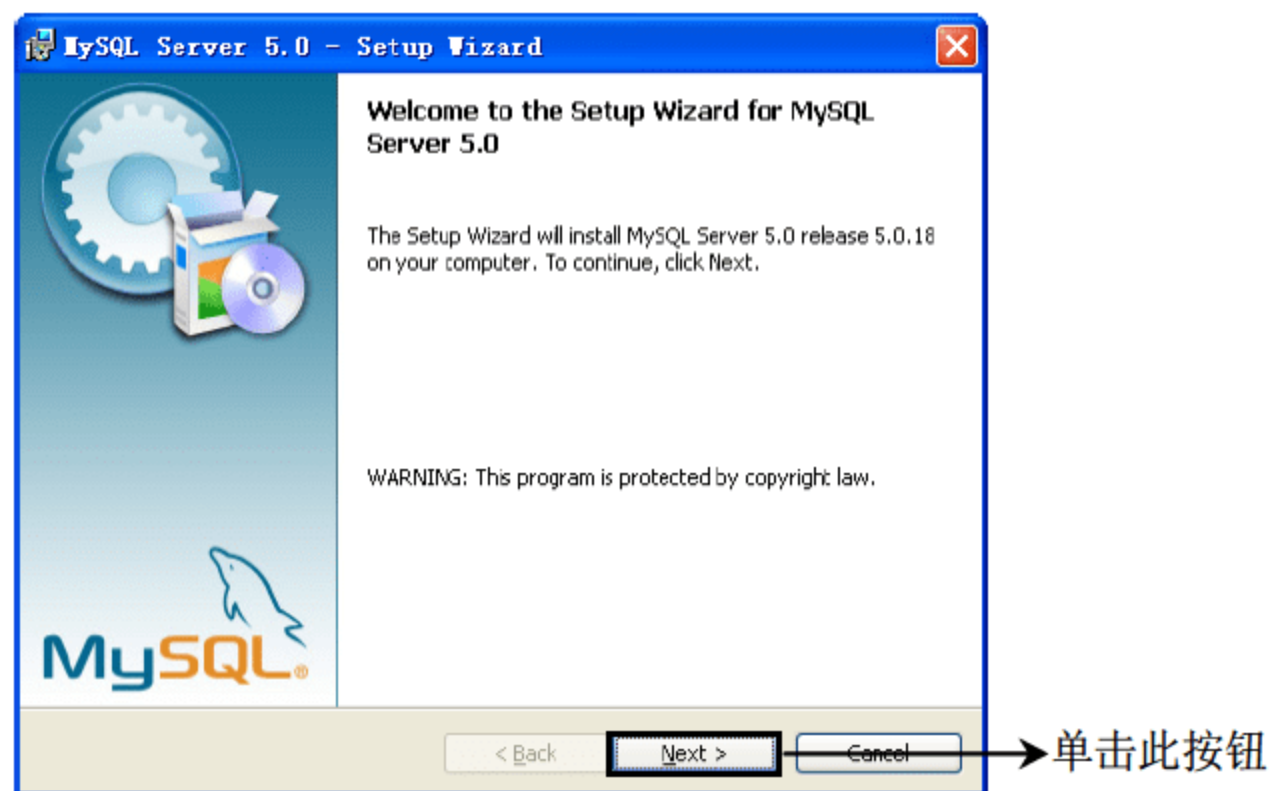 MySQL Server 5.0 - Setup Wizard
Welcome to the Setup Wizard for MySQL
Server 5.0
The Setup Wizard will install MySQL Server 5.0 release 5.0.18
on your computer. To continue, click Next.
WARNING: This program is protected by copyright law.
MySQL®
< Back
Next >
Cancel
单击此按钮